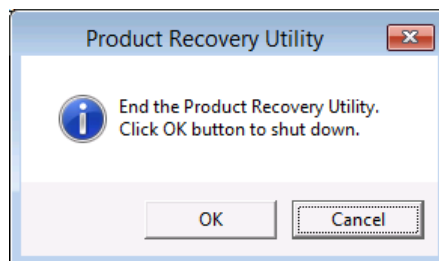 Product Recovery Utility
End the Product Recovery Utility.
Click OK button to shut down.
OK
Cancel